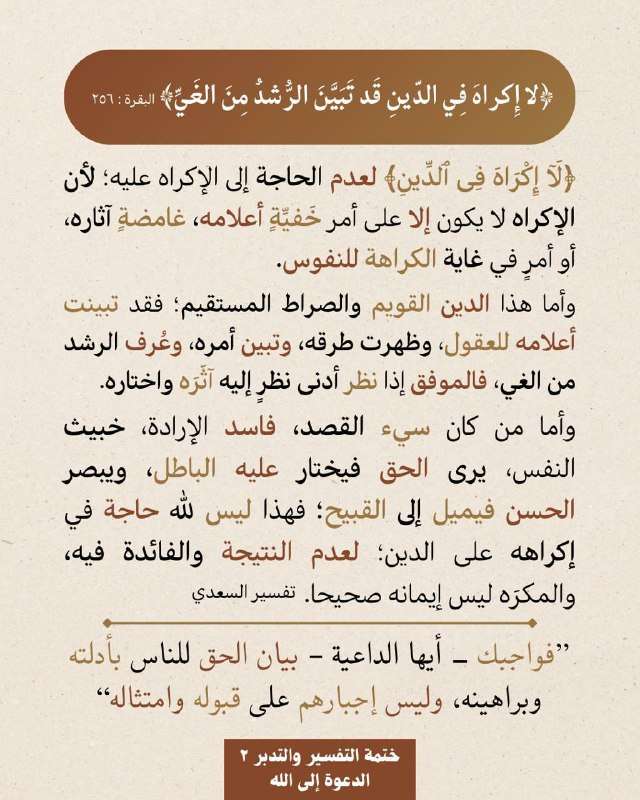 ﴿لا إِكراهَ فِي الدّينِ قَد تَبَيَّنَ الرُّشدُ مِنَ الغَيِّ﴾ البقرة : ٢٥٦
﴿لَآ إِكْرَاهَ فِى ٱلدِّينِ﴾ لعدم الحاجة إلى الإكراه عليه؛ لأن
الإكراه لا يكون إلا على أمر خَفيَّةٍ أعلامه، غامضةٍ آثاره،
أو أمرٍ في غاية الكراهة للنفوس.
وأما هذا الدين القويم والصراط المستقيم؛ فقد تبينت
أعلامه للعقول، وظهرت طرقه، وتبين أمره، وعُرف الرشد
من الغي، فالموفق إذا نظر أدنى نظرٍ إليه آثَرَه واختاره.
وأما من كان سيء القصد، فاسد الإرادة، خبيث
النفس، يرى الحق فيختار عليه الباطل، ويبصر
الحسن فيميل إلى القبيح؛ فهذا ليس لله حاجة في
إكراهه على الدين؛ لعدم النتيجة والفائدة فيه،
والمكرَه ليس إيمانه صحيحا. تفسير السعدي
”فواجبك – أيها الداعية – بيان الحق للناس بأدلته
وبراهينه، وليس إجبارهم على قبوله وامتثاله“
ختمة التفسير والتدبر ٢
الدعوة إلى الله